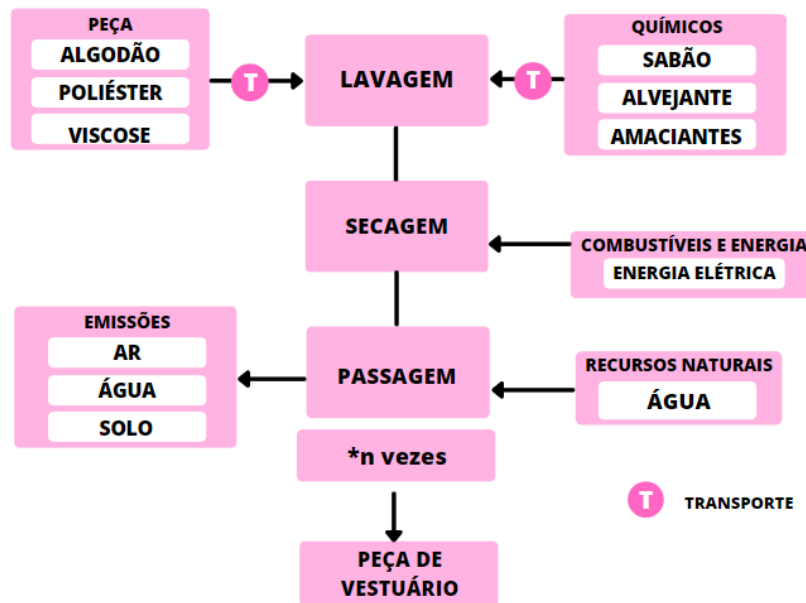 PEÇA
ALGODÃO
POLIÉSTER
VISCOSE
T
LAVAGEM
T
QUÍMICOS
SABÃO
ALVEJANTE
AMACIANTES
SECAGEM
COMBUSTÍVEIS E ENERGIA
ENERGIA ELÉTRICA
EMISSÕES
AR
ÁGUA
SOLO
PASSAGEM
RECURSOS NATURAIS
ÁGUA
*n vezes
T
TRANSPORTE
PEÇA DE
VESTUÁRIO